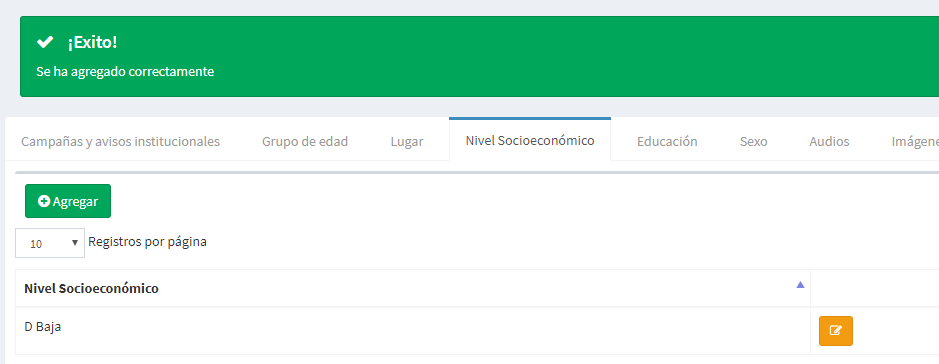 ¡Exito!
Se ha agregado correctamente
Campañas y avisos institucionales Grupo de edad Lugar Nivel Socioeconómico Educación Sexo Audios Imágene
Agregar
10 Registros por página
Nivel Socioeconómico
D Baja